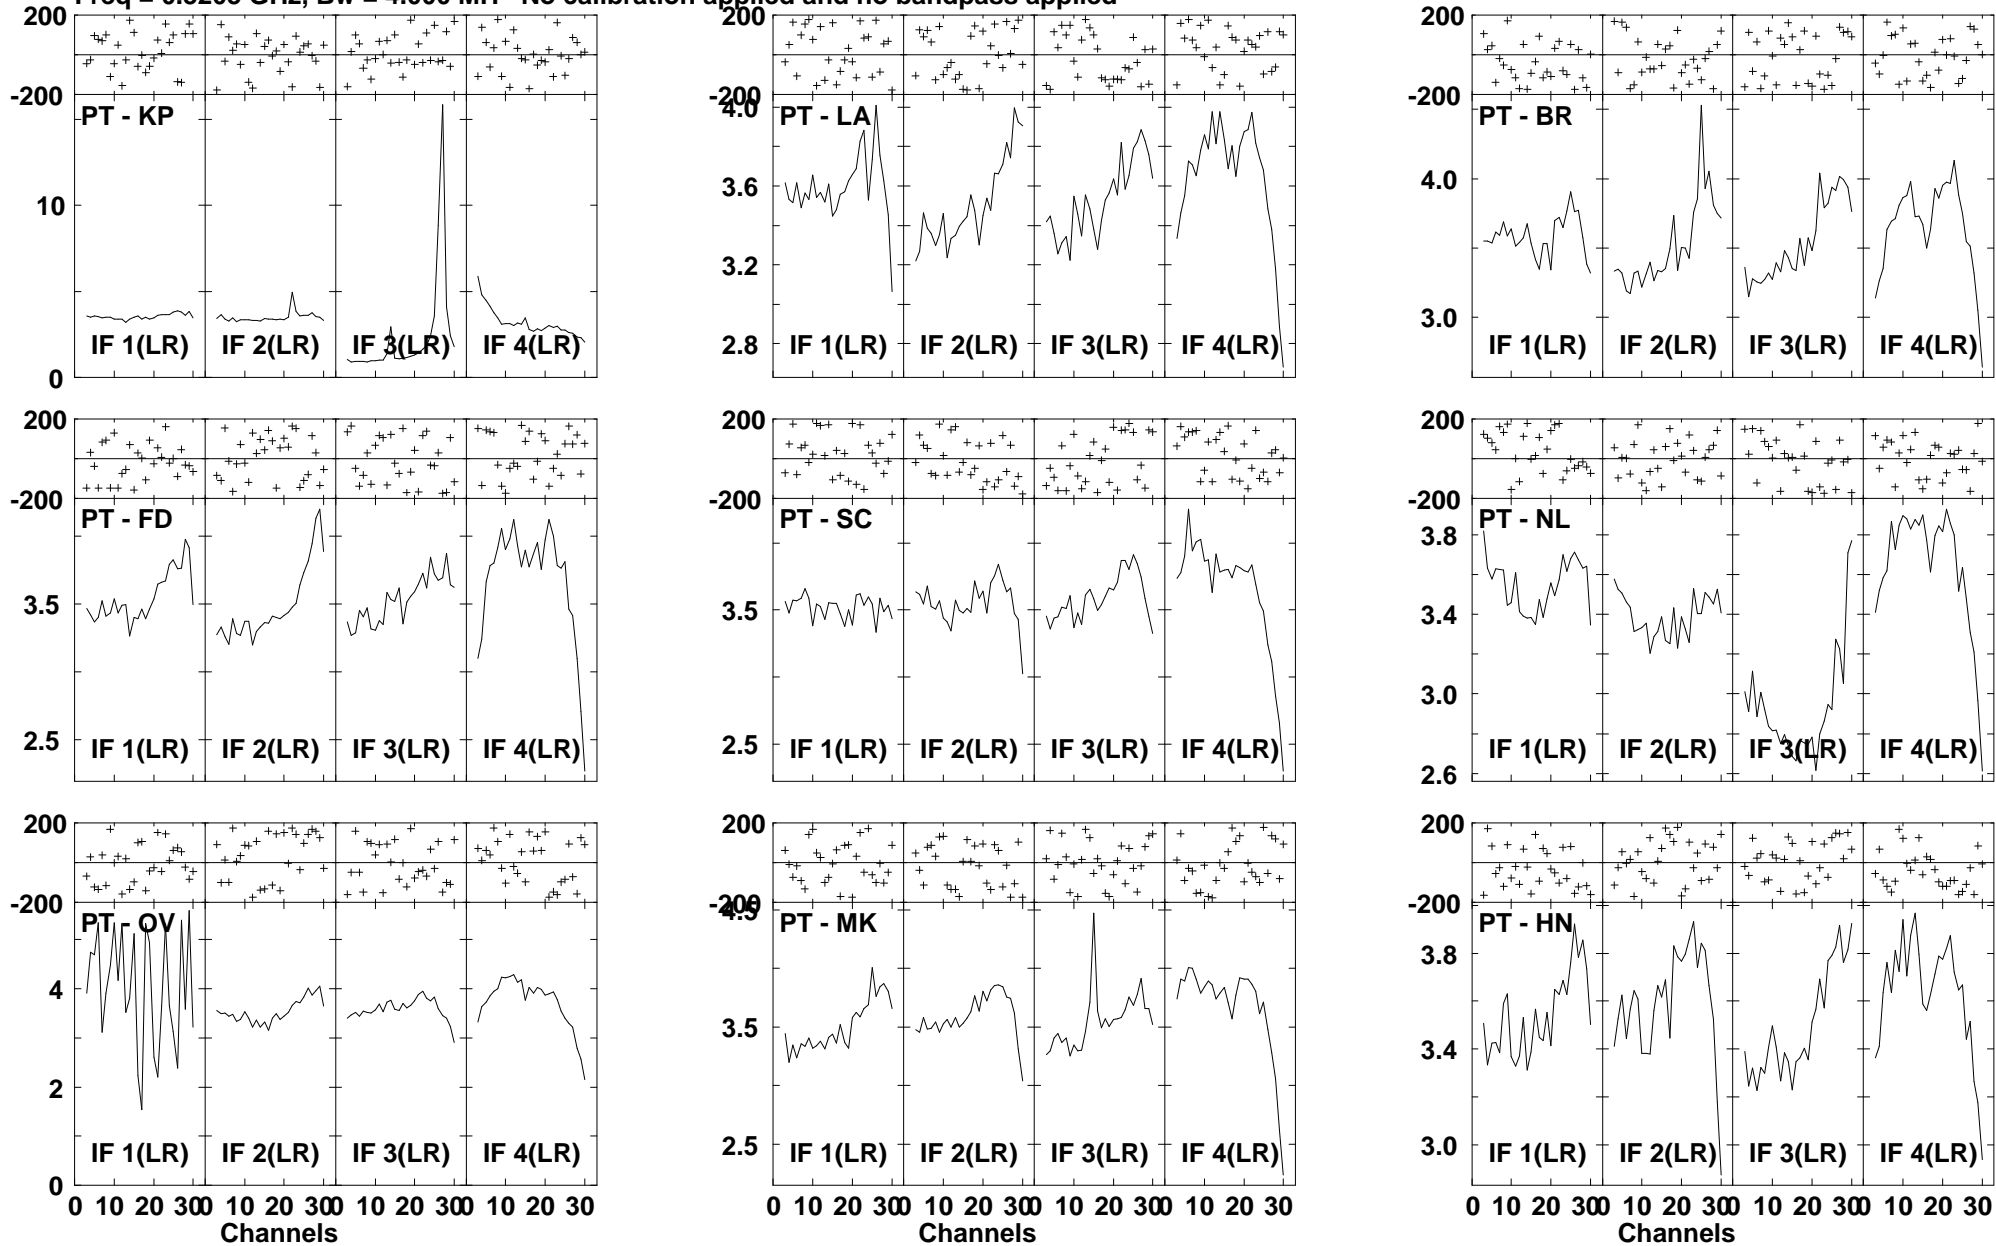 No calibration applied and no bandpass applied
200
-200
PT - KP
10
0
IF 1(LR) IF 2(LR) IF 3(LR) IF 4(LR)
-200
4.0
PT - LA
3.6
3.2
2.8
IF 1(LR) IF 2(LR) IF 3(LR) IF 4(LR)
200
-200
PT - BR
4.0
3.0
IF 1(LR) IF 2(LR) IF 3(LR) IF 4(LR)
200
-200
PT - FD
3.5
2.5
IF 1(LR) IF 2(LR) IF 3(LR) IF 4(LR)
200
-200
PT - SC
3.5
2.5
IF 1(LR) IF 2(LR) IF 3(LR) IF 4(LR)
200
-200
PT - NL
3.8
3.4
3.0
2.6
IF 1(LR) IF 2(LR) IF 3(LR) IF 4(LR)
200
-200
PT - OV
4
2
0
IF 1(LR) IF 2(LR) IF 3(LR) IF 4(LR)
0 10 20 30 0 10 20 30 0 10 20 30 0 10 20 30
Channels
200
-200
4.5
PT - MK
3.5
2.5
IF 1(LR) IF 2(LR) IF 3(LR) IF 4(LR)
0 10 20 30 0 10 20 30 0 10 20 30 0 10 20 30
Channels
200
-200
PT - HN
3.8
3.4
3.0
IF 1(LR) IF 2(LR) IF 3(LR) IF 4(LR)
0 10 20 30 0 10 20 30 0 10 20 30 0 10 20 30
Channels